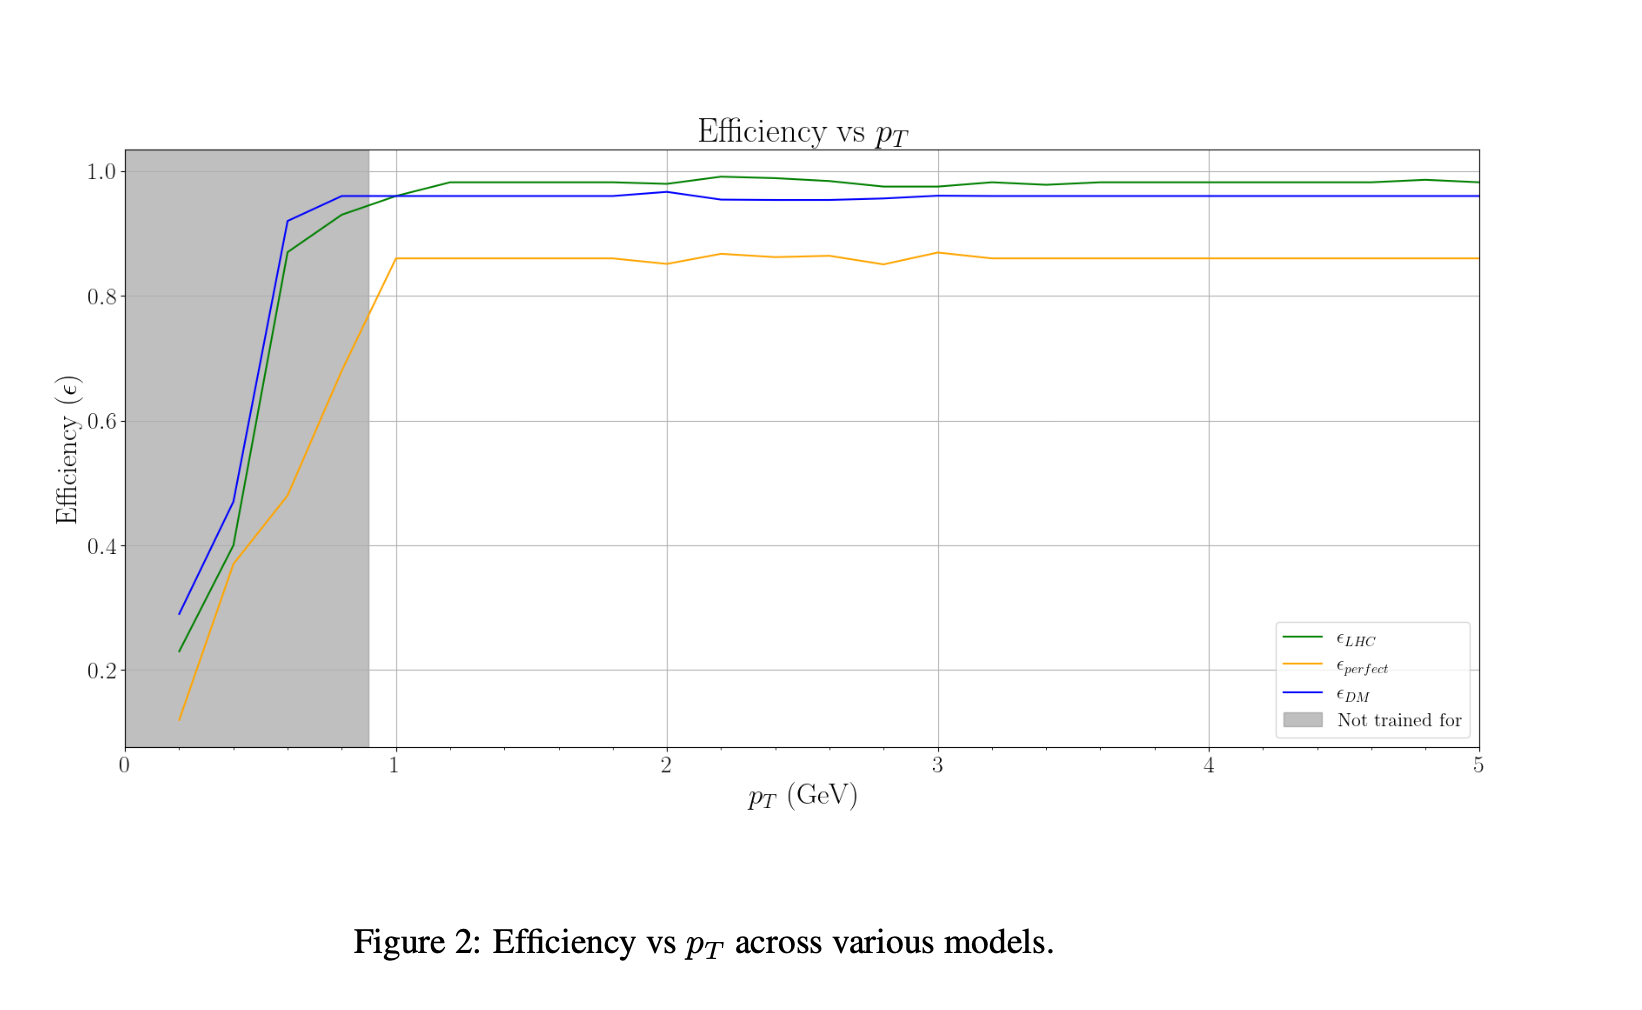 Efficiency vs p_T
1.0
0.8
0.6
0.4
0.2
Efficiency (ϵ)
0 1 2 3 4 5
p_T (GeV)
ϵ_LHC
ϵ_perfect
ϵ_DM
Not trained for
Figure 2: Efficiency vs p_T across various models.